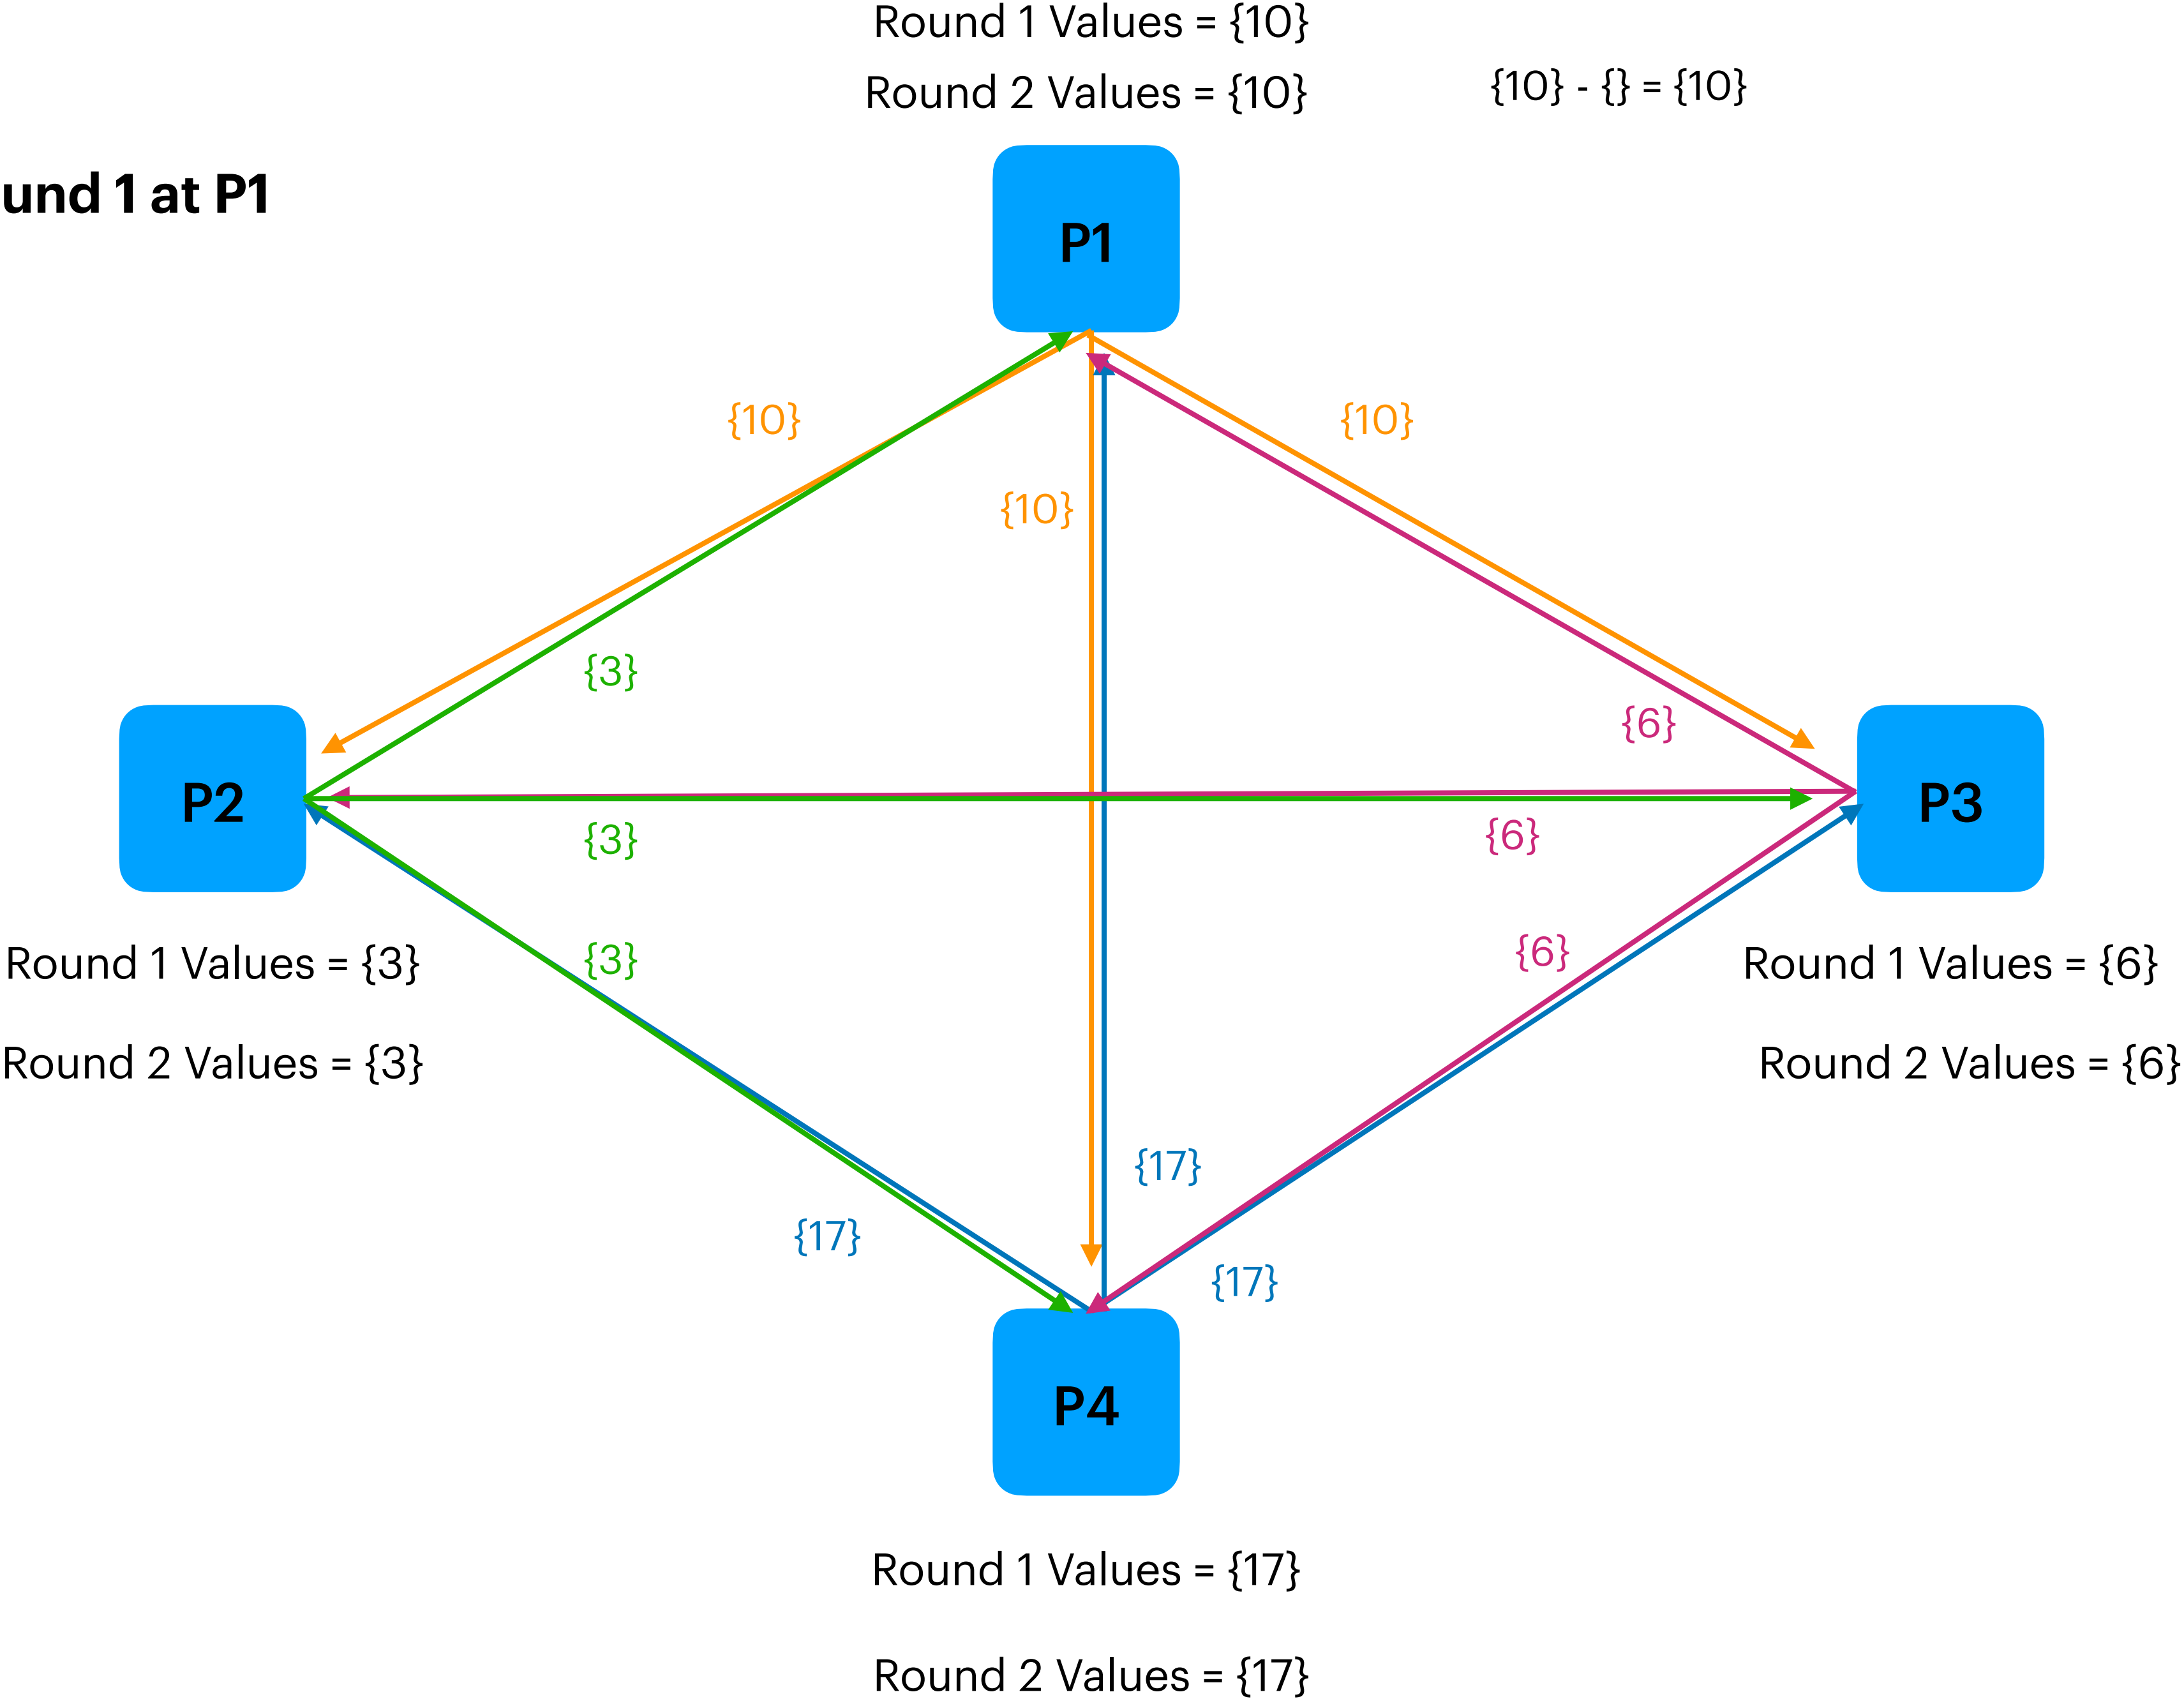 Round 1 Values = {10}
Round 2 Values = {10}
{10} - {} = {10}
und 1 at P1
P1
{10}
{10}
{10}
{3}
{6}
P2
P3
{3}
{6}
{3}
{6}
Round 1 Values = {3}
Round 1 Values = {6}
Round 2 Values = {3}
Round 2 Values = {6}
{17}
{17}
{17}
P4
Round 1 Values = {17}
Round 2 Values = {17}